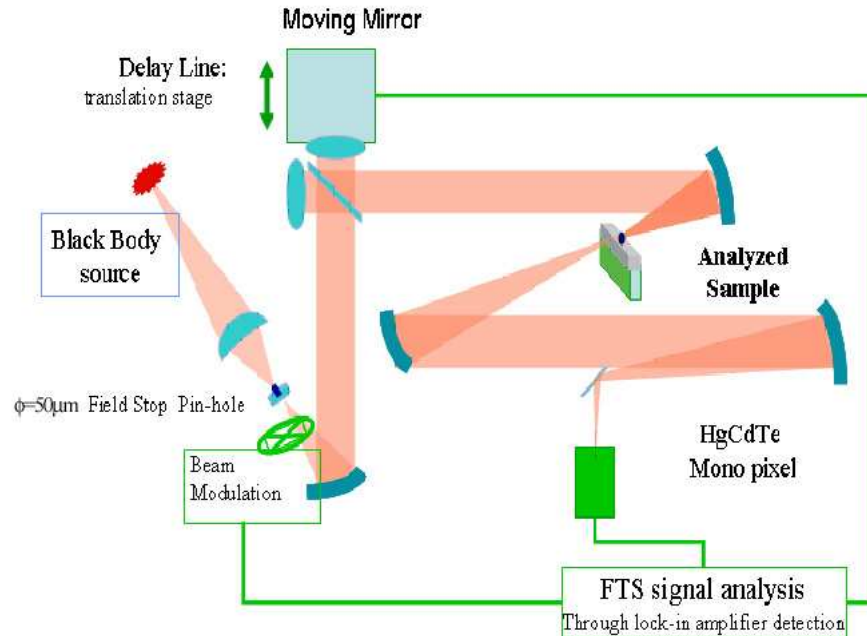 Moving Mirror
Delay Line:
translation stage
Black Body
source
Analyzed
Sample
ϕ=50µm Field Stop Pin-hole
HgCdTe
Mono pixel
Beam
Modulation
FTS signal analysis
Through lock-in amplifier detection